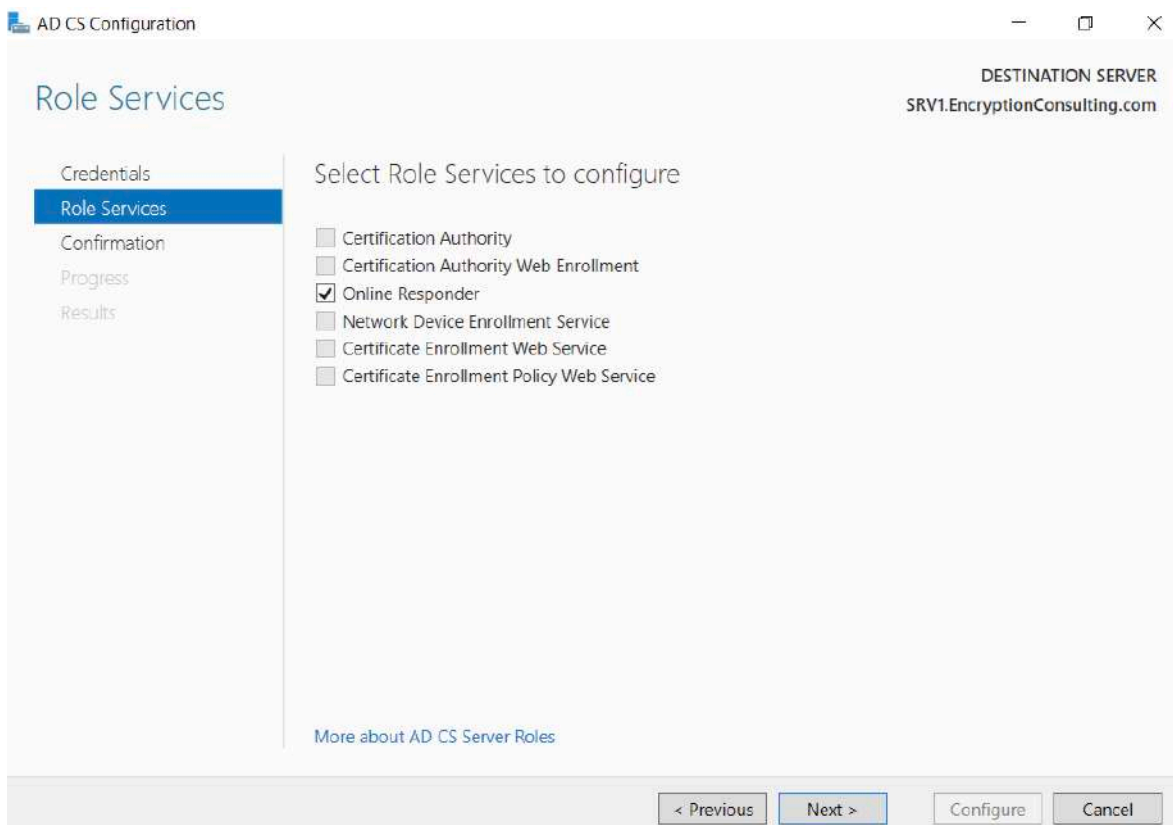 AD CS Configuration
DESTINATION SERVER
SRV1.EncryptionConsulting.com
Role Services
Credentials
Role Services
Confirmation
Progress
Results
Select Role Services to configure
Certification Authority
Certification Authority Web Enrollment
Online Responder
Network Device Enrollment Service
Certificate Enrollment Web Service
Certificate Enrollment Policy Web Service
More about AD CS Server Roles
< Previous
Next >
Configure
Cancel